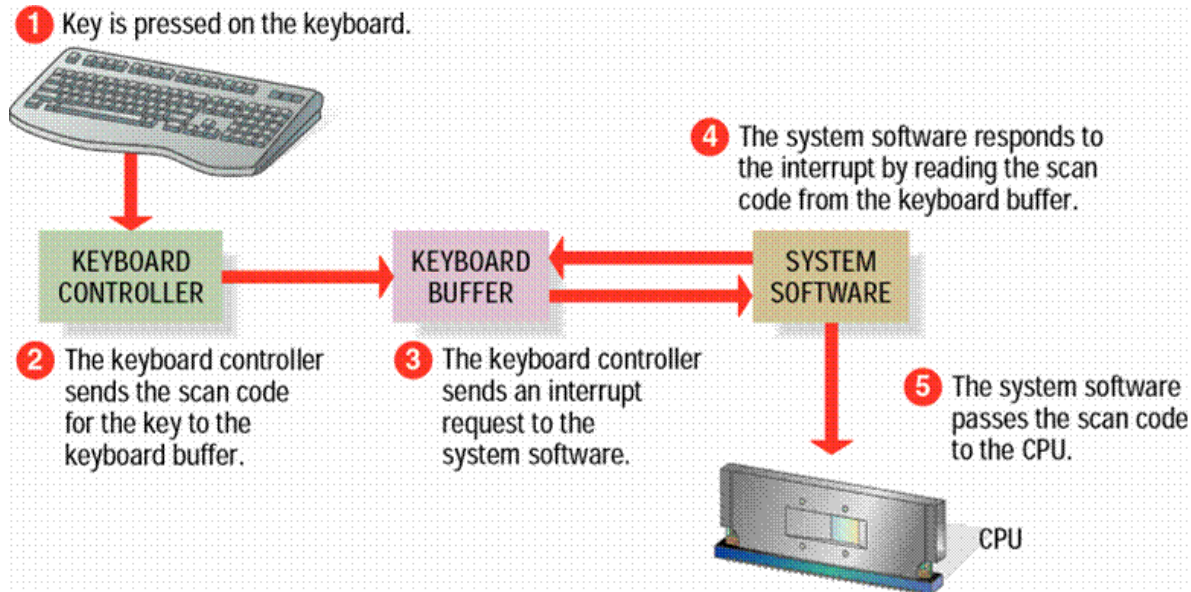 1 Key is pressed on the keyboard.
4 The system software responds to
the interrupt by reading the scan
code from the keyboard buffer.
KEYBOARD
CONTROLLER
KEYBOARD
BUFFER
SYSTEM
SOFTWARE
2 The keyboard controller
sends the scan code
for the key to the
keyboard buffer.
3 The keyboard controller
sends an interrupt
request to the
system software.
5 The system software
passes the scan code
to the CPU.
CPU